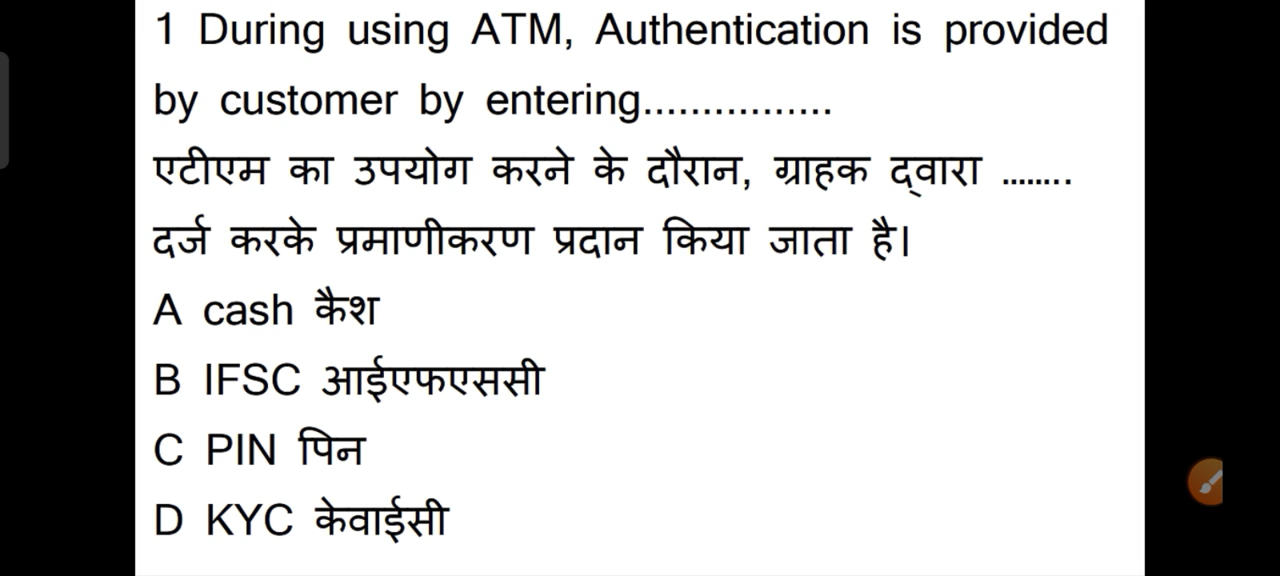 1 During using ATM, Authentication is provided
by customer by entering................
एटीएम का उपयोग करने के दौरान, ग्राहक द्वारा ........
दर्ज करके प्रमाणीकरण प्रदान किया जाता है।
A cash कैश
B IFSC आईएफएससी
C PIN पिन
D KYC केवाईसी